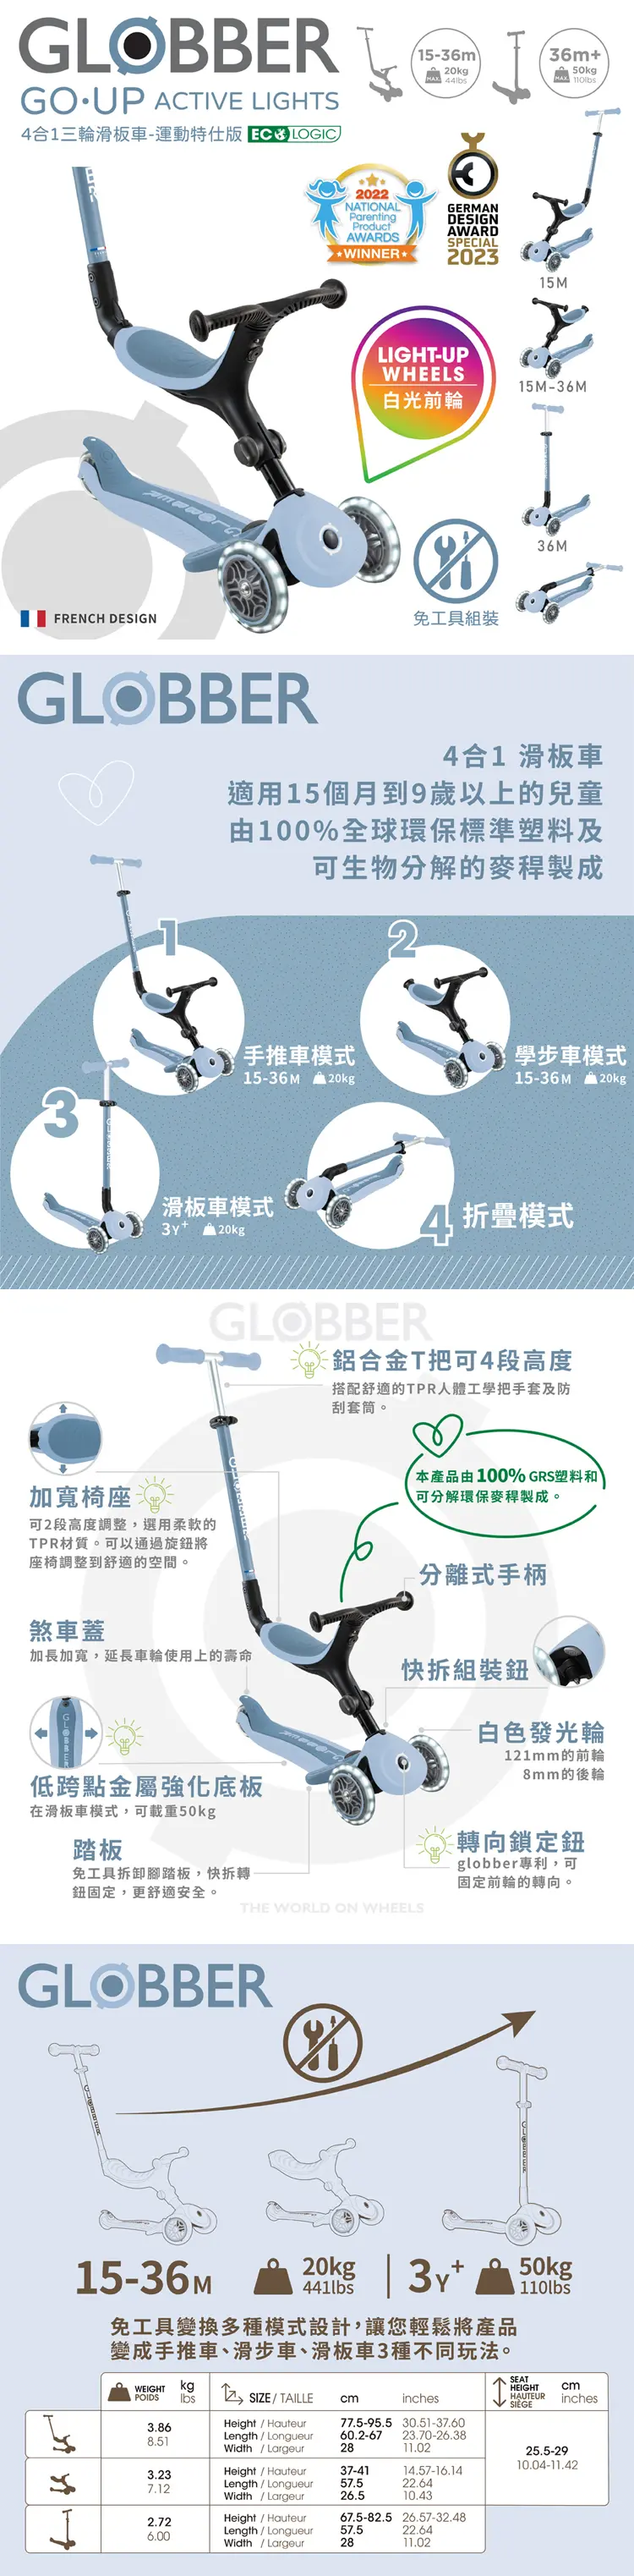 GLOBBER
GO·UP ACTIVE LIGHTS
4合1三輪滑板車-運動特仕版 ECO LOGIC
15-36m
MAX. 20kg
44lbs
36m+
MAX. 50kg
110lbs
2022
NATIONAL
Parenting
Product
AWARDS
WINNER
GERMAN
DESIGN
AWARD
SPECIAL
2023
15M
LIGHT-UP
WHEELS
白光前輪
15M-36M
36M
免工具組裝
FRENCH DESIGN
GLOBBER
4合1 滑板車
適用15個月到9歲以上的兒童
由100%全球環保標準塑料及
可生物分解的麥稈製成
1
手推車模式
15-36M 20kg
2
學步車模式
15-36M 20kg
3
滑板車模式
3Y+ 20kg
4 折疊模式
GLOBBER
鋁合金T把可4段高度
搭配舒適的TPR人體工學把手套及防
刮套筒。
本產品由100% GRS塑料和
可分解環保麥稈製成。
加寬椅座
可2段高度調整，選用柔軟的
TPR材質。可以通過旋鈕將
座椅調整到舒適的空間。
分離式手柄
煞車蓋
加長加寬，延長車輪使用上的壽命
快拆組裝鈕
GLOBBER
白色發光輪
121mm的前輪
8mm的後輪
低跨點金屬強化底板
在滑板車模式，可載重50kg
踏板
免工具拆卸腳踏板，快拆轉
鈕固定，更舒適安全。
轉向鎖定鈕
globber專利，可
固定前輪的轉向。
THE WORLD ON WHEELS
GLOBBER
GLOBBER
GLOBBER
15-36M
20kg
441lbs
3Y+
50kg
110lbs
免工具變換多種模式設計，讓您輕鬆將產品
變成手推車、滑步車、滑板車3種不同玩法。
WEIGHT POIDS kg lbs
SIZE / TAILLE cm inches
SEAT HEIGHT HAUTEUR SIÈGE cm inches
3.86
8.51
Height / Hauteur 77.5-95.5 30.51-37.60
Length / Longueur 60.2-67 23.70-26.38
Width / Largeur 28 11.02
25.5-29
10.04-11.42
3.23
7.12
Height / Hauteur 37-41 14.57-16.14
Length / Longueur 57.5 22.64
Width / Largeur 26.5 10.43
2.72
6.00
Height / Hauteur 67.5-82.5 26.57-32.48
Length / Longueur 57.5 22.64
Width / Largeur 28 11.02